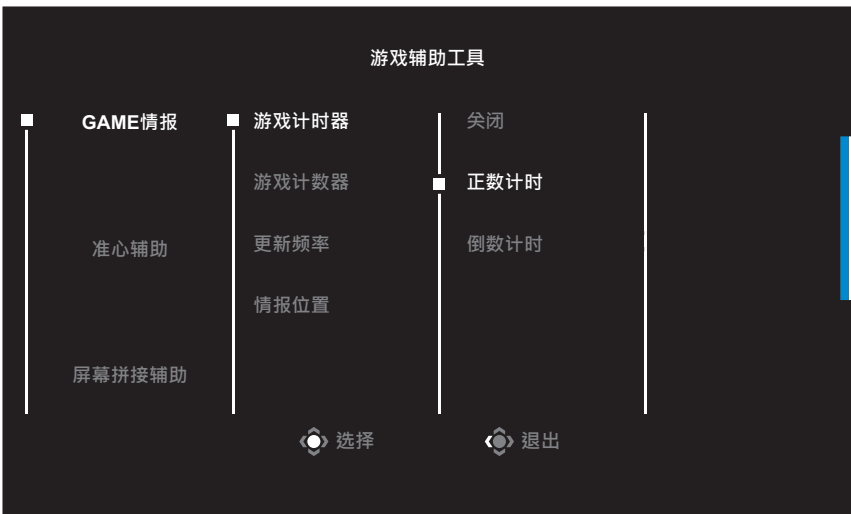 游戏辅助工具
GAME情报
游戏计时器
关闭
游戏计数器
正数计时
准心辅助
更新频率
倒数计时
情报位置
屏幕拼接辅助
选择
退出